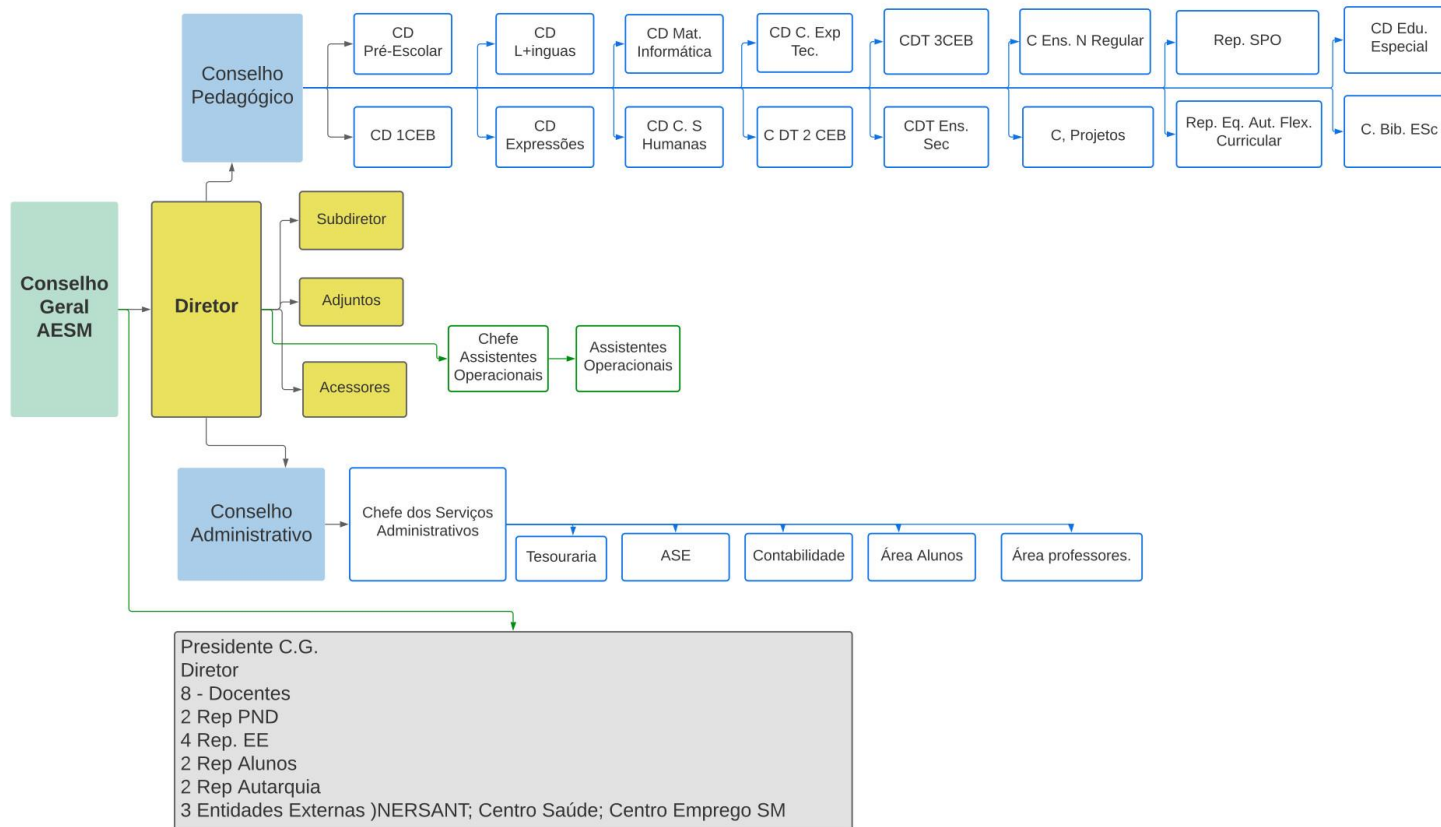 CD
Pré-Escolar
CD
L+inguas
CD Mat.
Informática
CD C. Exp
Tec.
CDT 3CEB
C Ens. N Regular
Rep. SPO
CD Edu.
Especial
Conselho
Pedagógico
CD 1CEB
CD
Expressões
CD C. S
Humanas
C DT 2 CEB
CDT Ens.
Sec
C, Projetos
Rep. Eq. Aut. Flex.
Curricular
C. Bib. ESc
Conselho
Geral
AESM
Diretor
Subdiretor
Adjuntos
Acessores
Chefe
Assistentes
Operacionais
Assistentes
Operacionais
Conselho
Administrativo
Chefe dos Serviços
Administrativos
Tesouraria
ASE
Contabilidade
Área Alunos
Área professores.
Presidente C.G.
Diretor
8 - Docentes
2 Rep PND
4 Rep. EE
2 Rep Alunos
2 Rep Autarquia
3 Entidades Externas )NERSANT; Centro Saúde; Centro Emprego SM